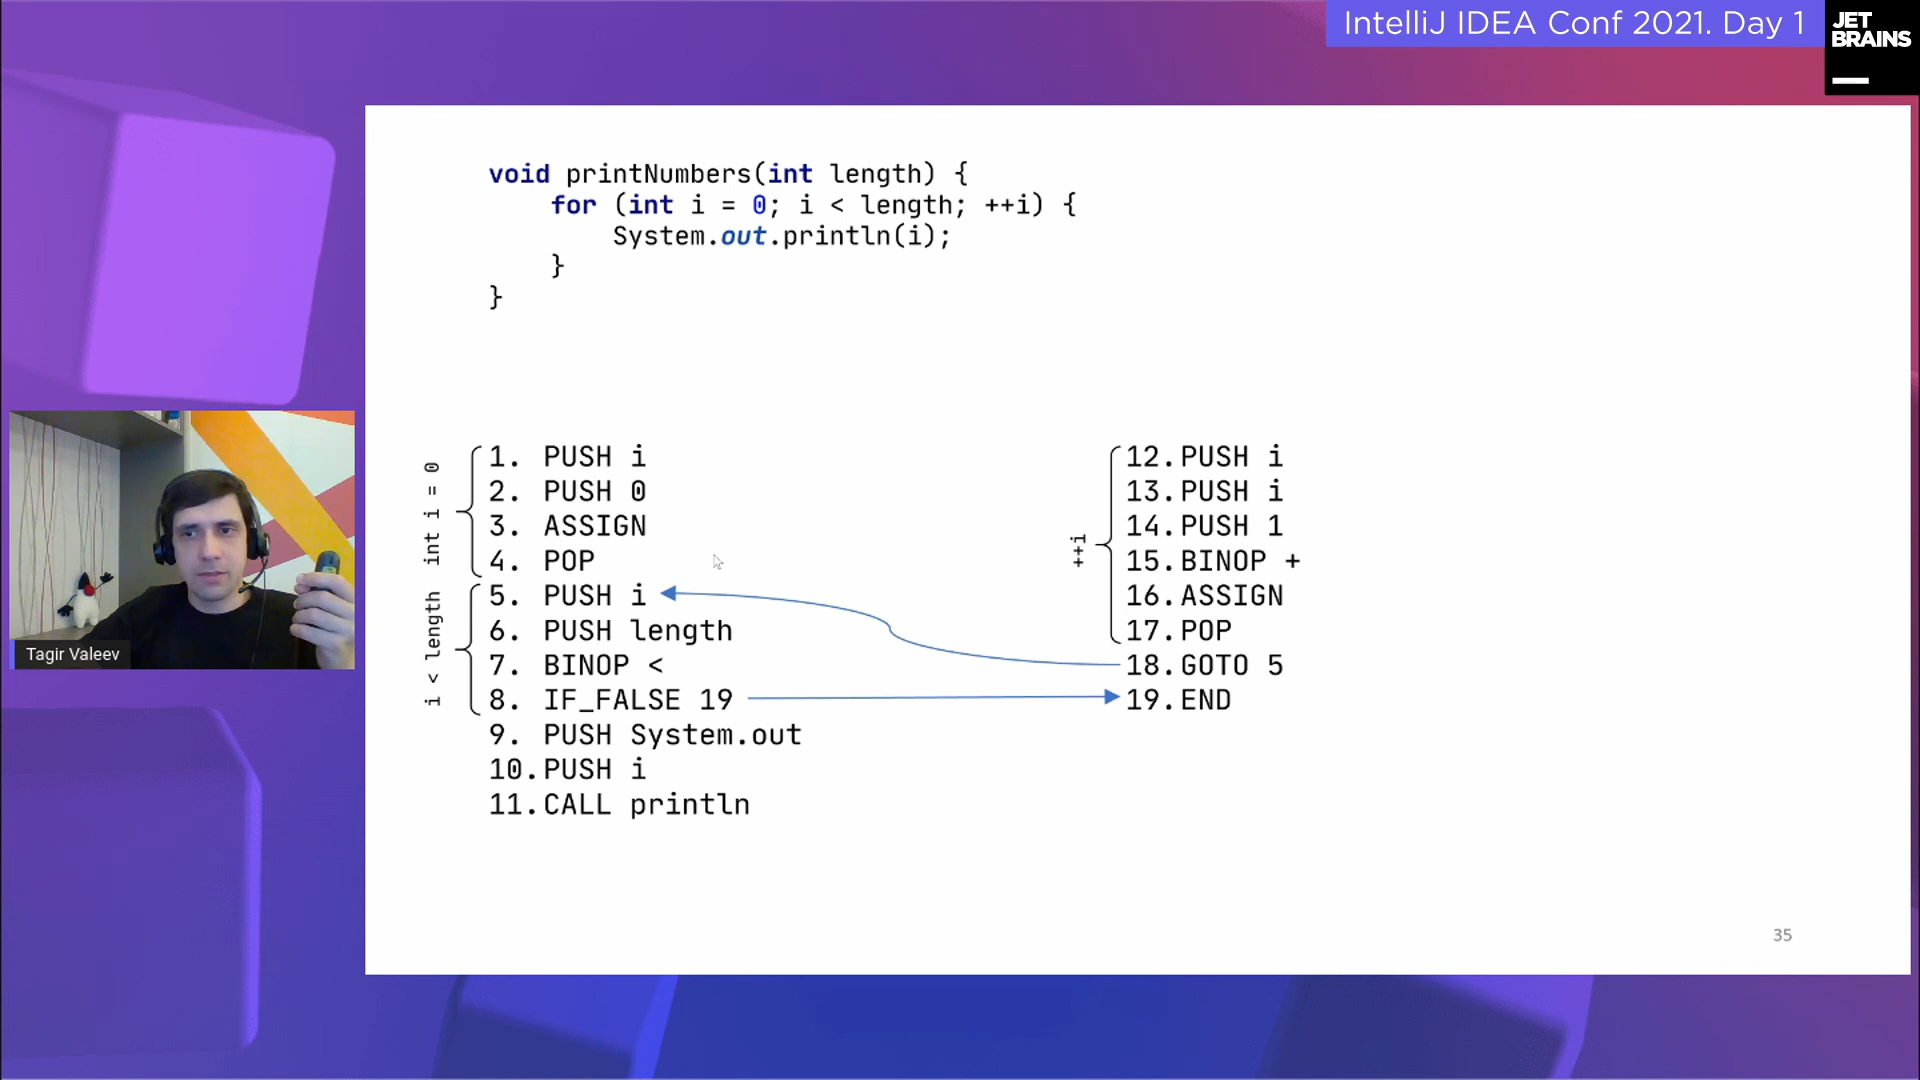 IntelliJ IDEA Conf 2021. Day 1
JET
BRAINS
void printNumbers(int length) {
for (int i = 0; i < length; ++i) {
System.out.println(i);
}
}
int i = 0
1. PUSH i
2. PUSH 0
3. ASSIGN
4. POP
i < length
5. PUSH i
6. PUSH length
7. BINOP <
8. IF_FALSE 19
9. PUSH System.out
10. PUSH i
11. CALL println
++i
12. PUSH i
13. PUSH i
14. PUSH 1
15. BINOP +
16. ASSIGN
17. POP
18. GOTO 5
19. END
Tagir Valeev
35